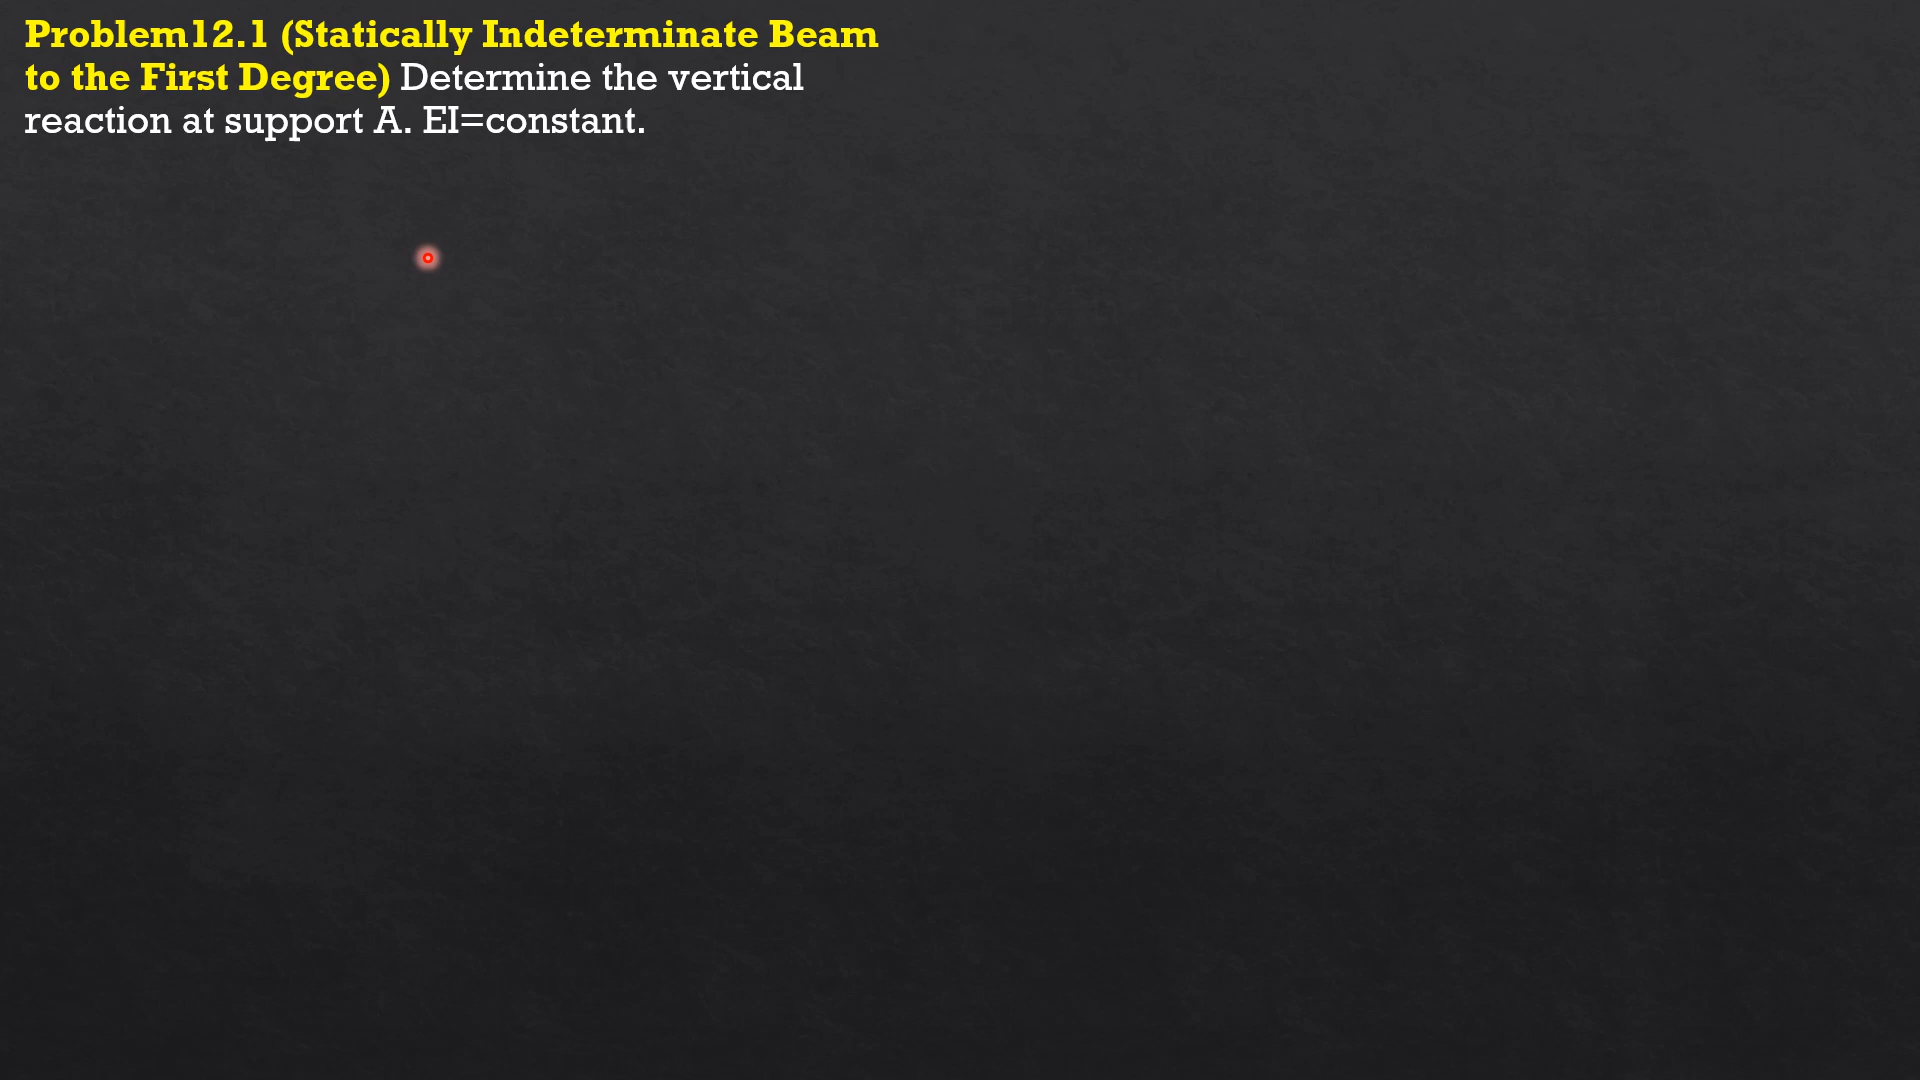 Problem12.1 (Statically Indeterminate Beam
to the First Degree) Determine the vertical
reaction at support A. EI=constant.